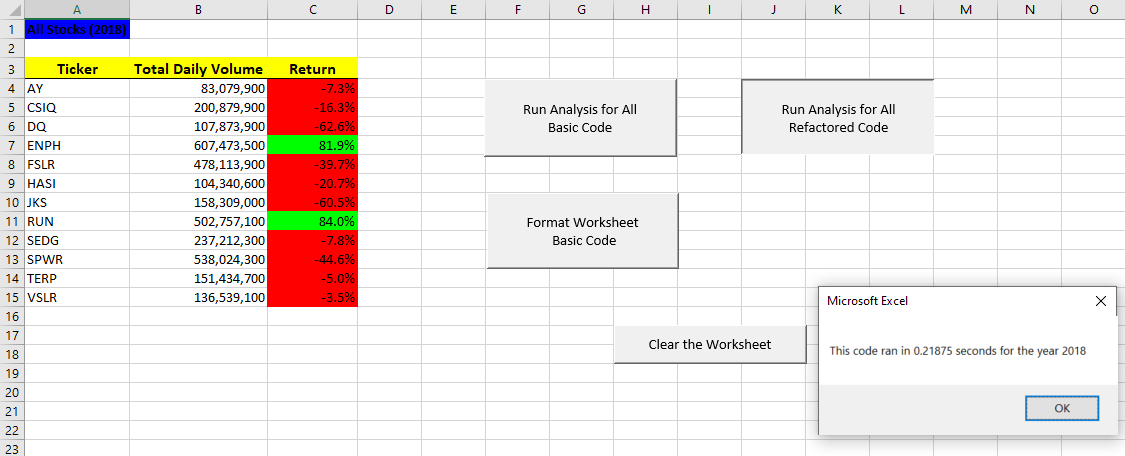 A B C D E F G H I J K L M N O
1 All Stocks (2018)
2
3 Ticker Total Daily Volume Return
4 AY 83,079,900 -7.3%
5 CSIQ 200,879,900 -16.3%
6 DQ 107,873,900 -62.6%
7 ENPH 607,473,500 81.9%
8 FSLR 478,113,900 -39.7%
9 HASI 104,340,600 -20.7%
10 JKS 158,309,000 -60.5%
11 RUN 502,757,100 84.0%
12 SEDG 237,212,300 -7.8%
13 SPWR 538,024,300 -44.6%
14 TERP 151,434,700 -5.0%
15 VSLR 136,539,100 -3.5%
16
17
18
19
20
21
22
23
Run Analysis for All
Basic Code
Run Analysis for All
Refactored Code
Format Worksheet
Basic Code
Clear the Worksheet
Microsoft Excel
This code ran in 0.21875 seconds for the year 2018
OK